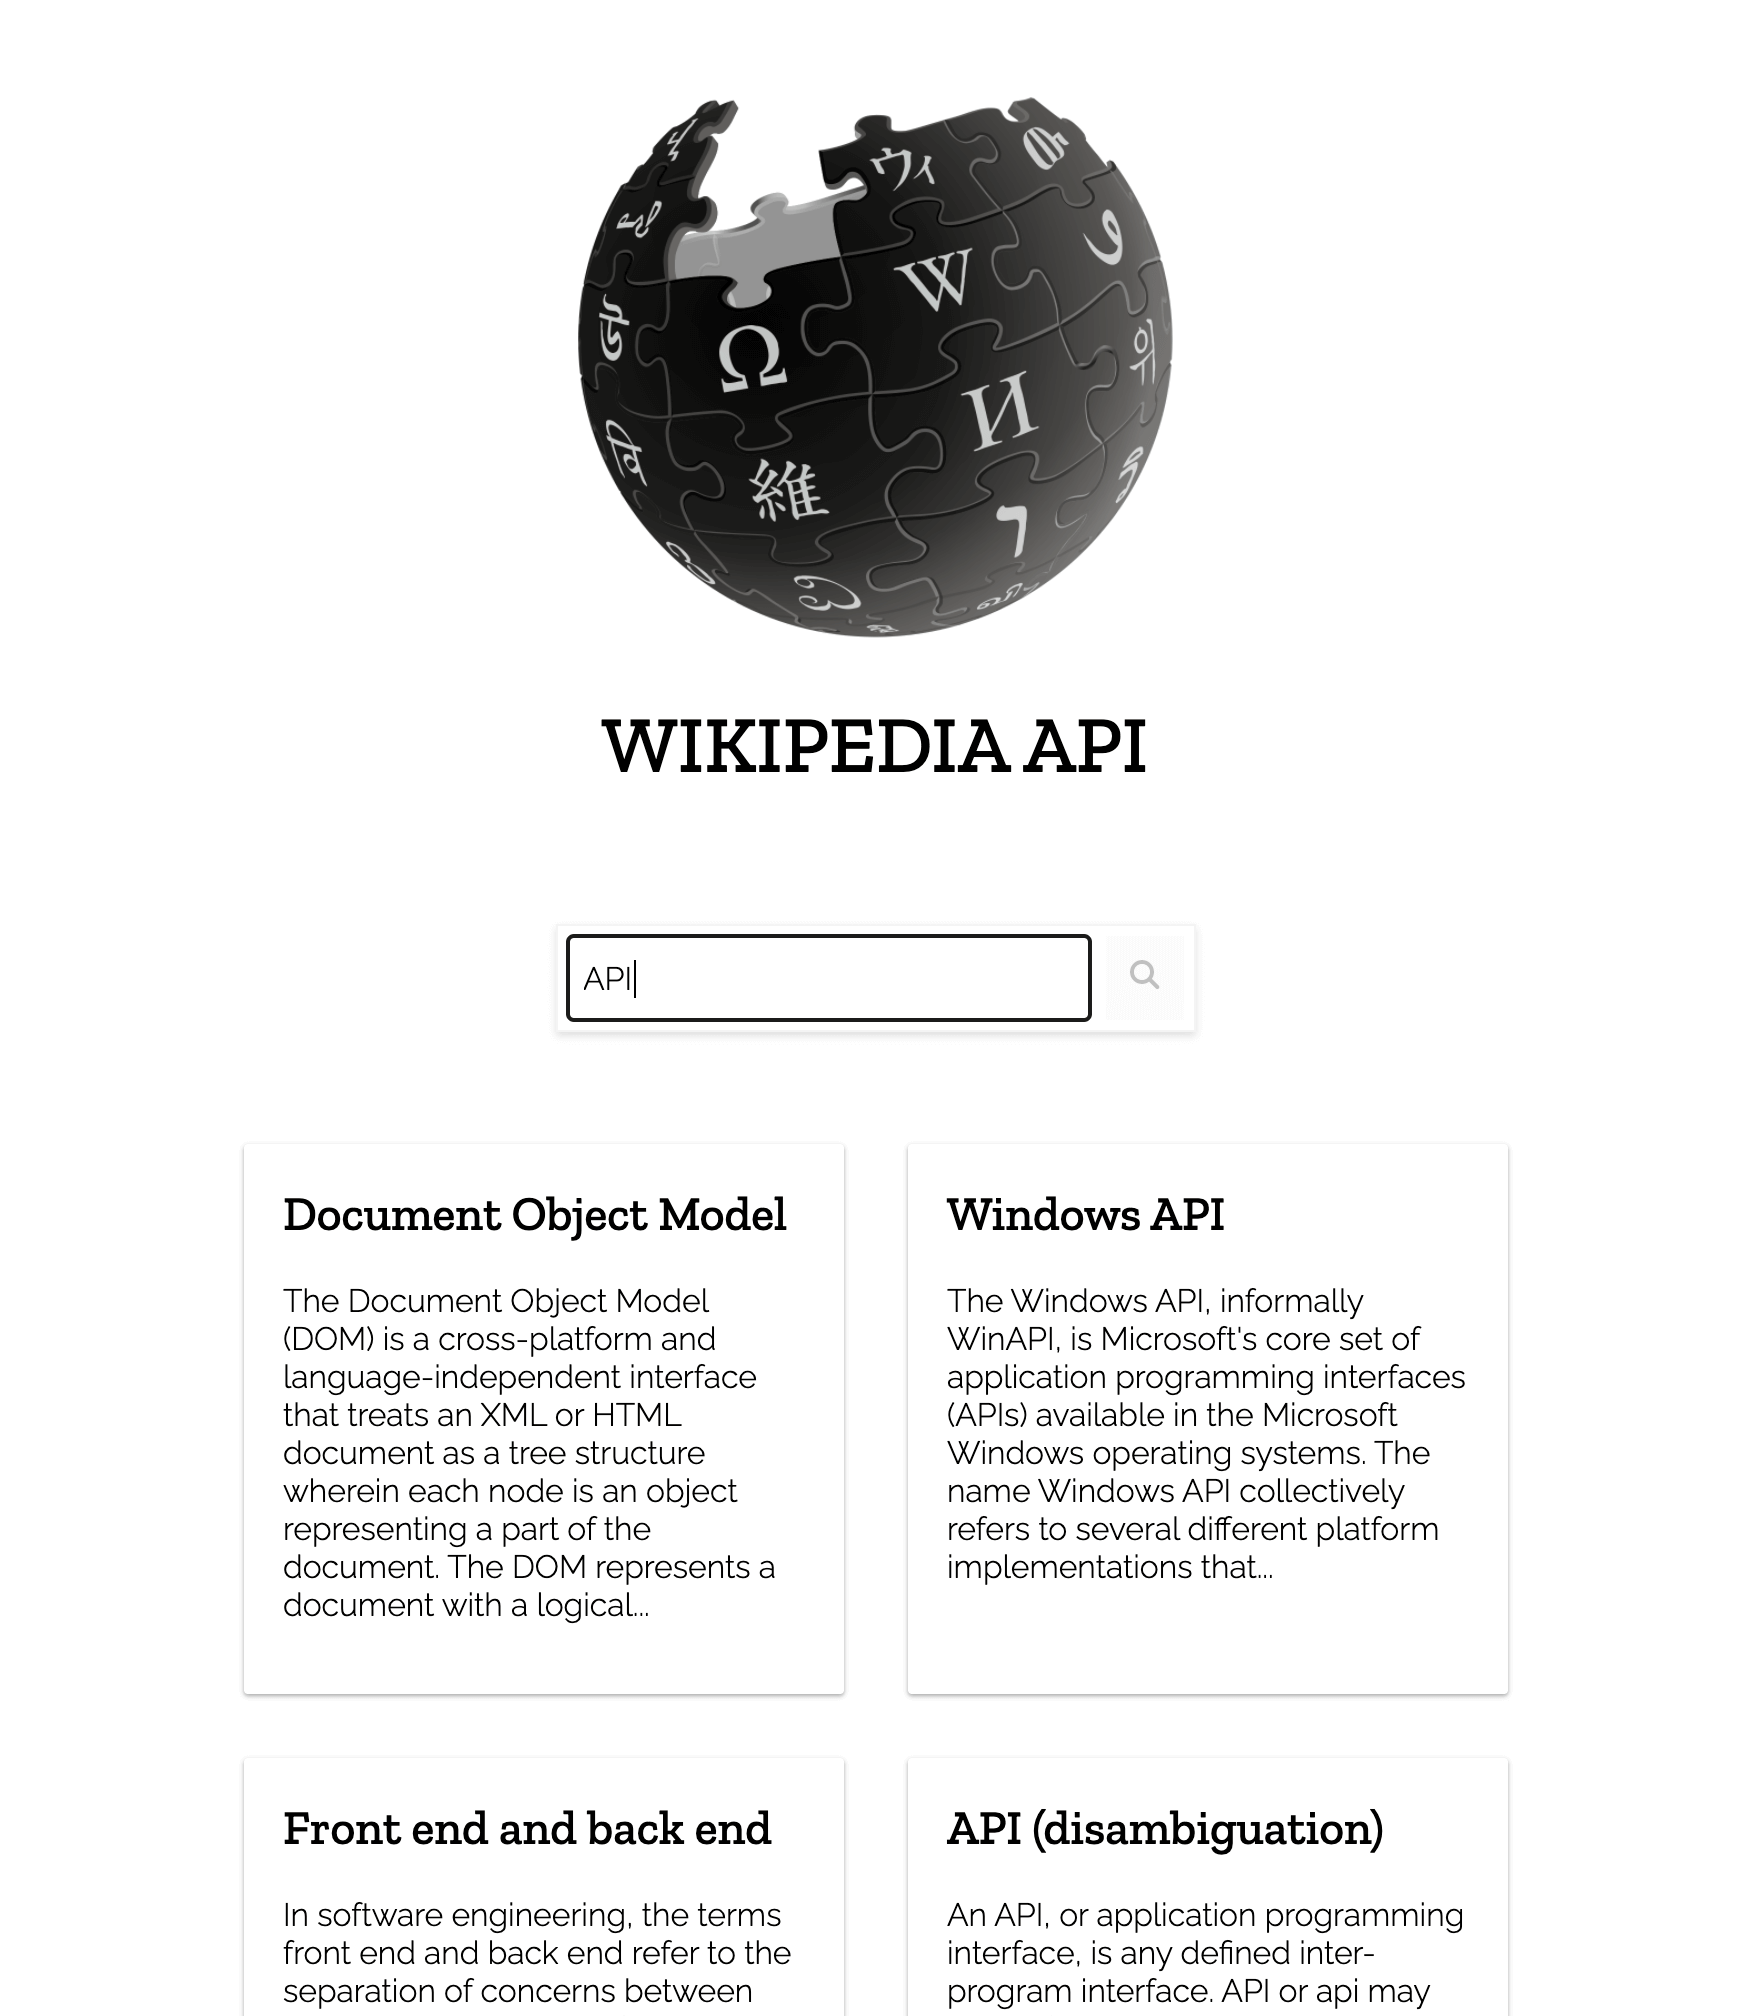 ウィ
W
و
Ω
위
И
維
ו
WIKIPEDIA API
API
Document Object Model
The Document Object Model
(DOM) is a cross-platform and
language-independent interface
that treats an XML or HTML
document as a tree structure
wherein each node is an object
representing a part of the
document. The DOM represents a
document with a logical...
Windows API
The Windows API, informally
WinAPI, is Microsoft's core set of
application programming interfaces
(APIs) available in the Microsoft
Windows operating systems. The
name Windows API collectively
refers to several different platform
implementations that...
Front end and back end
In software engineering, the terms
front end and back end refer to the
separation of concerns between
API (disambiguation)
An API, or application programming
interface, is any defined inter-
program interface. API or api may